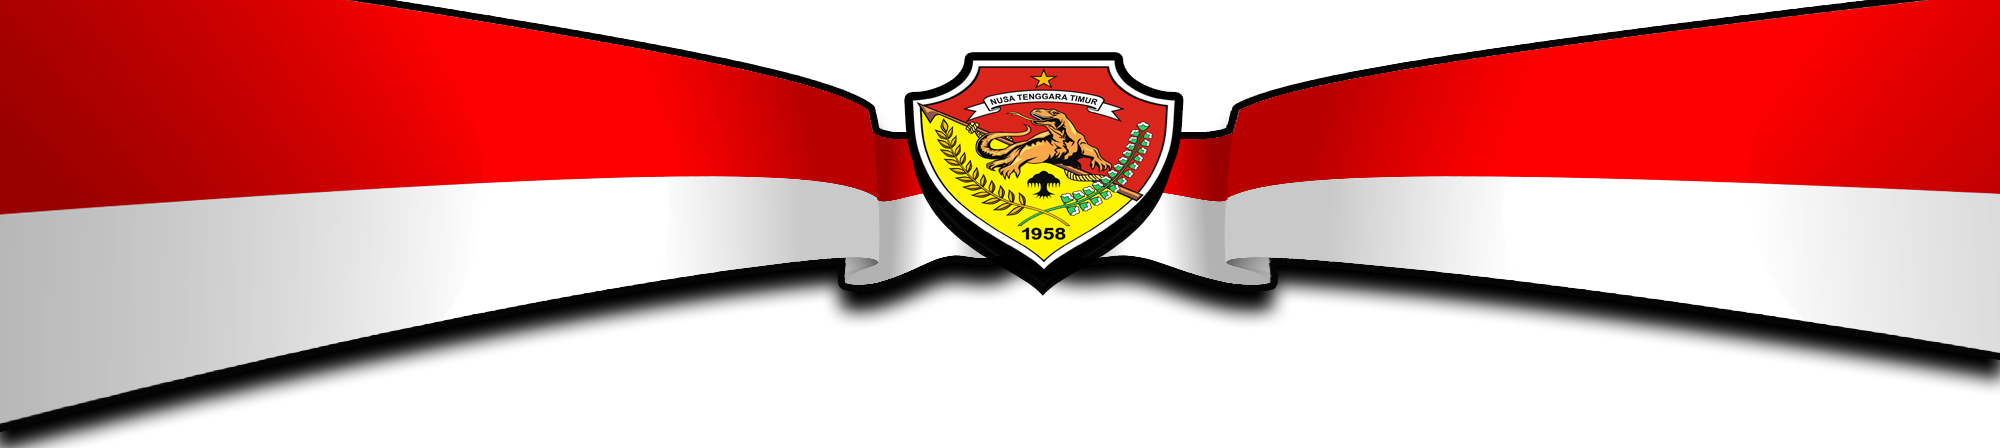 NUSA TENGGARA TIMUR
1958